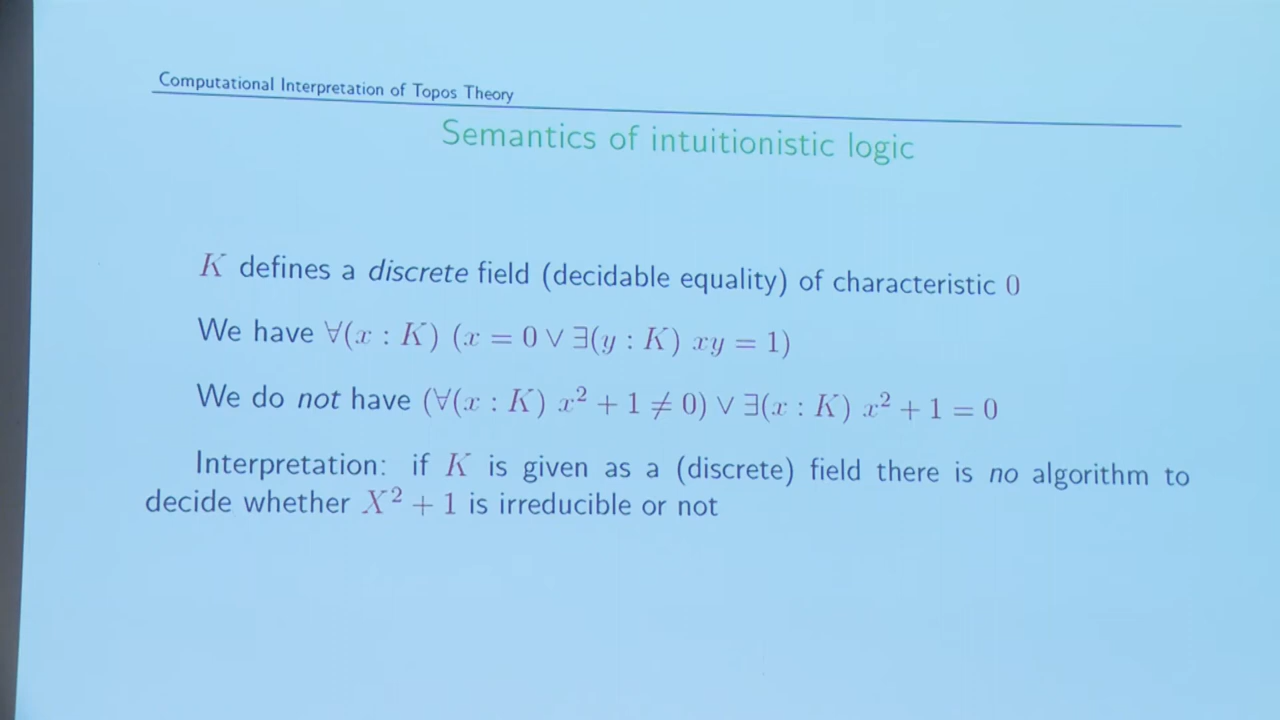 Computational Interpretation of Topos Theory
Semantics of intuitionistic logic
K defines a discrete field (decidable equality) of characteristic 0
We have ∀(x : K) (x = 0 ∨ ∃(y : K) xy = 1)
We do not have (∀(x : K) x² + 1 ≠ 0) ∨ ∃(x : K) x² + 1 = 0
Interpretation: if K is given as a (discrete) field there is no algorithm to
decide whether X² + 1 is irreducible or not